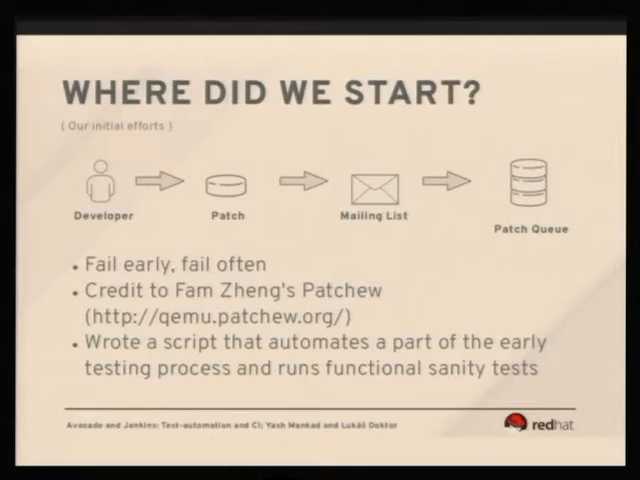 WHERE DID WE START?
( Our initial efforts )
Developer
Patch
Mailing List
Patch Queue
• Fail early, fail often
• Credit to Fam Zheng's Patchew
(http://qemu.patchew.org/)
• Wrote a script that automates a part of the early
testing process and runs functional sanity tests
Avocado and Jenkins: Test-automation and CI; Yash Mankad and Lukáš Doktor
redhat.